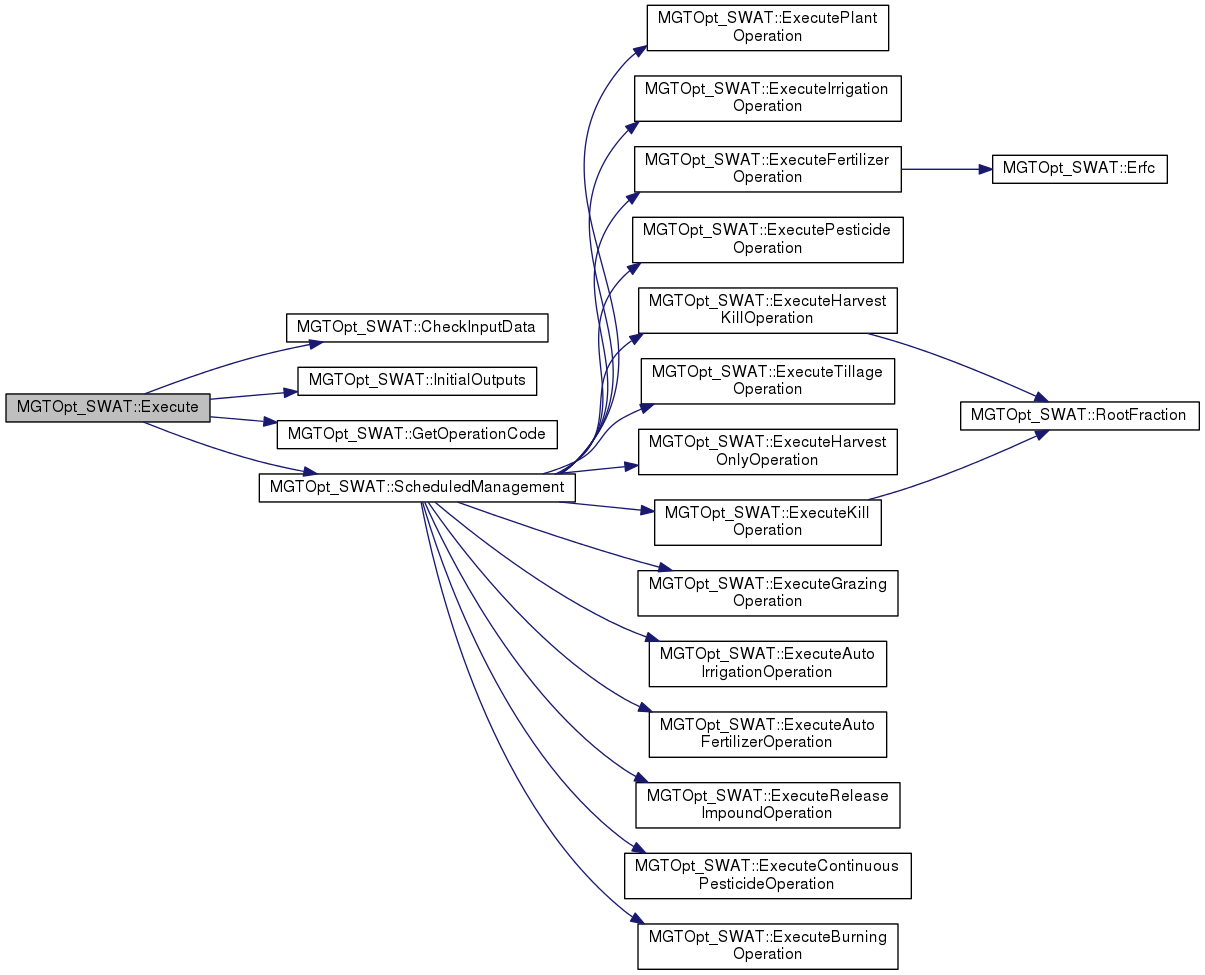 MGTOpt_SWAT::Execute
MGTOpt_SWAT::CheckInputData
MGTOpt_SWAT::InitialOutputs
MGTOpt_SWAT::GetOperationCode
MGTOpt_SWAT::ScheduledManagement
MGTOpt_SWAT::ExecutePlant
Operation
MGTOpt_SWAT::ExecuteIrrigation
Operation
MGTOpt_SWAT::ExecuteFertilizer
Operation
MGTOpt_SWAT::ExecutePesticide
Operation
MGTOpt_SWAT::ExecuteHarvest
KillOperation
MGTOpt_SWAT::ExecuteTillage
Operation
MGTOpt_SWAT::ExecuteHarvest
OnlyOperation
MGTOpt_SWAT::ExecuteKill
Operation
MGTOpt_SWAT::ExecuteGrazing
Operation
MGTOpt_SWAT::ExecuteAuto
IrrigationOperation
MGTOpt_SWAT::ExecuteAuto
FertilizerOperation
MGTOpt_SWAT::ExecuteRelease
ImpoundOperation
MGTOpt_SWAT::ExecuteContinuous
PesticideOperation
MGTOpt_SWAT::ExecuteBurning
Operation
MGTOpt_SWAT::Erfc
MGTOpt_SWAT::RootFraction